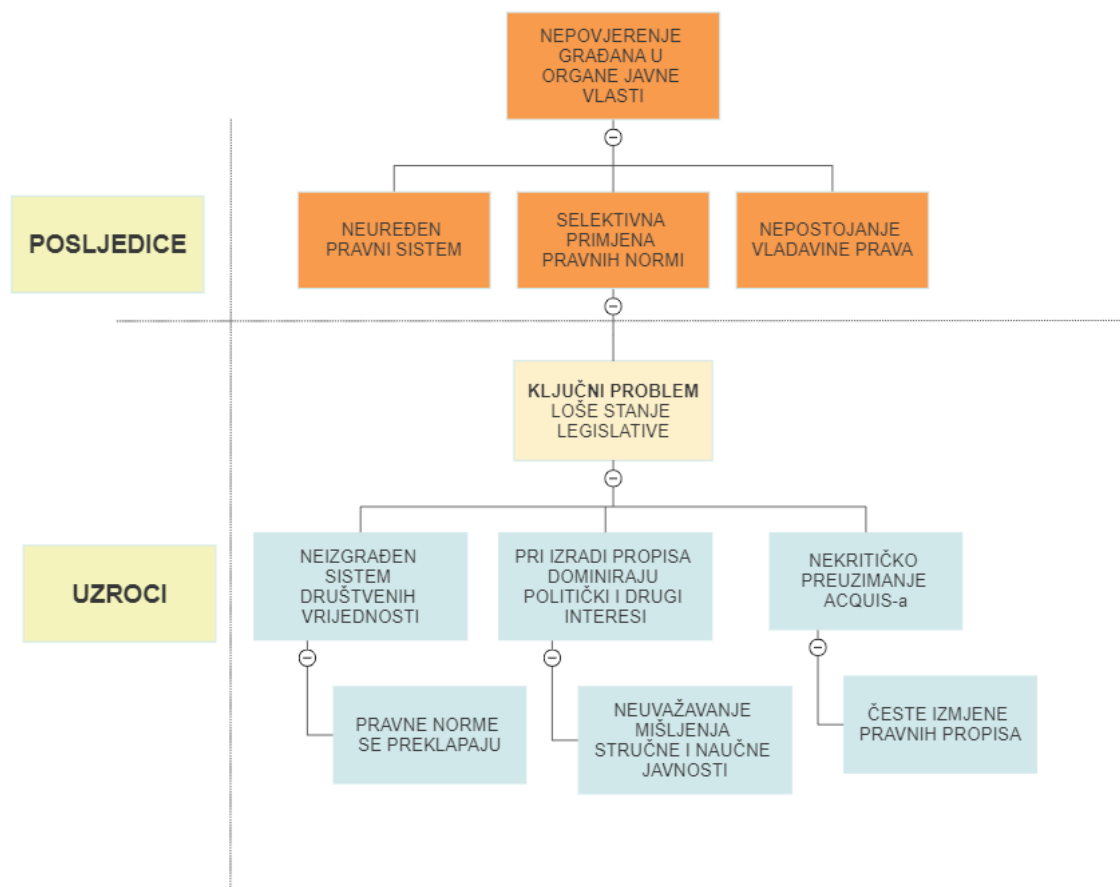 NEPOVJERENJE
GRAĐANA U
ORGANE JAVNE
VLASTI
POSLJEDICE
NEUREĐEN
PRAVNI SISTEM
SELEKTIVNA
PRIMJENA
PRAVNIH NORMI
NEPOSTOJANJE
VLADAVINE PRAVA
KLJUČNI PROBLEM
LOŠE STANJE
LEGISLATIVE
UZROCI
NEIZGRAĐEN
SISTEM
DRUŠTVENIH
VRIJEDNOSTI
PRI IZRADI PROPISA
DOMINIRAJU
POLITIČKI I DRUGI
INTERESI
NEKRITIČKO
PREUZIMANJE
ACQUIS-a
PRAVNE NORME
SE PREKLAPAJU
NEUVAŽAVANJE
MIŠLJENJA
STRUČNE I NAUČNE
JAVNOSTI
ČESTE IZMJENE
PRAVNIH PROPISA